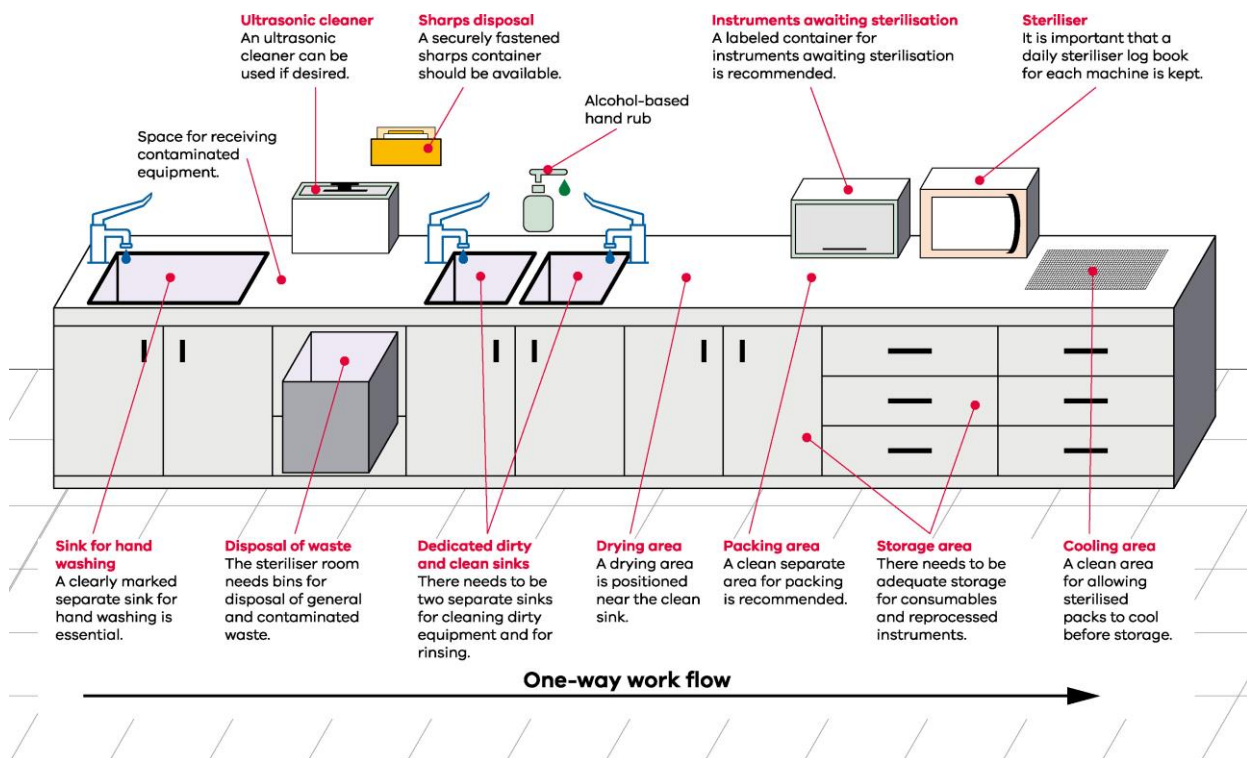 Ultrasonic cleaner
An ultrasonic
cleaner can be
used if desired.
Sharps disposal
A securely fastened
sharps container
should be available.
Instruments awaiting sterilisation
A labeled container for
instruments awaiting sterilisation
is recommended.
Steriliser
It is important that a
daily steriliser log book
for each machine is kept.
Space for receiving
contaminated
equipment.
Alcohol-based
hand rub
Sink for hand
washing
A clearly marked
separate sink for
hand washing is
essential.
Disposal of waste
The steriliser room
needs bins for
disposal of general
and contaminated
waste.
Dedicated dirty
and clean sinks
There needs to be
two separate sinks
for cleaning dirty
equipment and for
rinsing.
Drying area
A drying area
is positioned
near the clean
sink.
Packing area
A clean separate
area for packing
is recommended.
Storage area
There needs to be
adequate storage
for consumables
and reprocessed
instruments.
Cooling area
A clean area
for allowing
sterilised
packs to cool
before storage.
One-way work flow